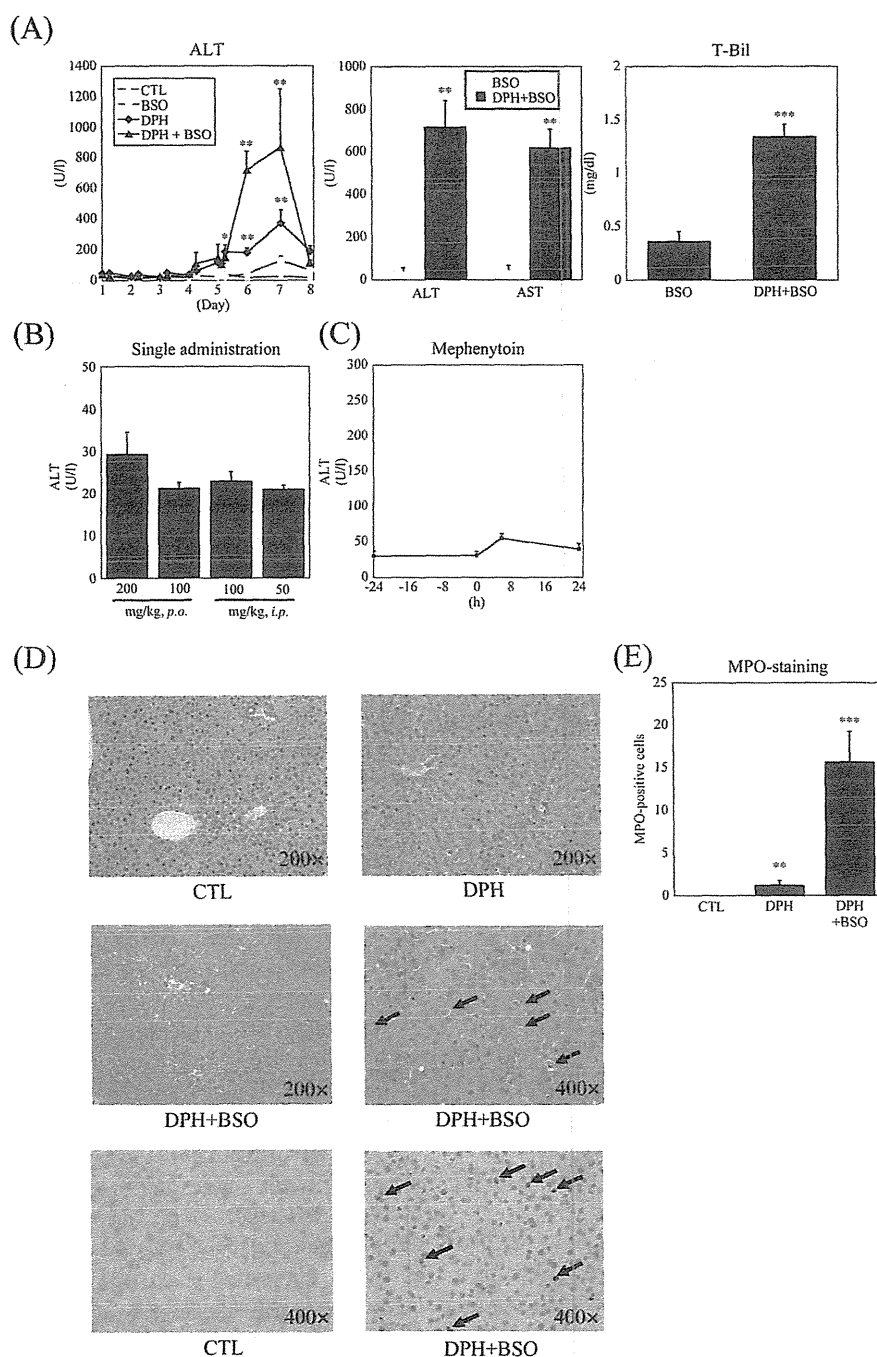 (A)
ALT
1400
1200
1000
800
600
400
200
0
(U/l)
CTL
BSO
DPH
DPH + BSO
**
**
**
*
**
1 2 3 4 5 6 7 8
(Day)
1000
800
600
400
200
0
(U/l)
BSO
DPH+BSO
**
**
ALT AST
T-Bil
2
1.5
1
0.5
0
(mg/dl)
***
BSO DPH+BSO
(B)
Single administration
50
40
30
20
10
0
ALT
(U/l)
200 100 100 50
mg/kg, p.o. mg/kg, i.p.
(C)
Mephenytoin
300
250
200
150
100
50
0
ALT
(U/l)
-24 -16 -8 0 8 24
(h)
(D)
200×
CTL
200×
DPH
200×
DPH+BSO
400×
DPH+BSO
400×
CTL
400×
DPH+BSO
(E)
MPO-staining
25
20
15
10
5
0
MPO-positive cells
**
***
CTL DPH DPH
+BSO